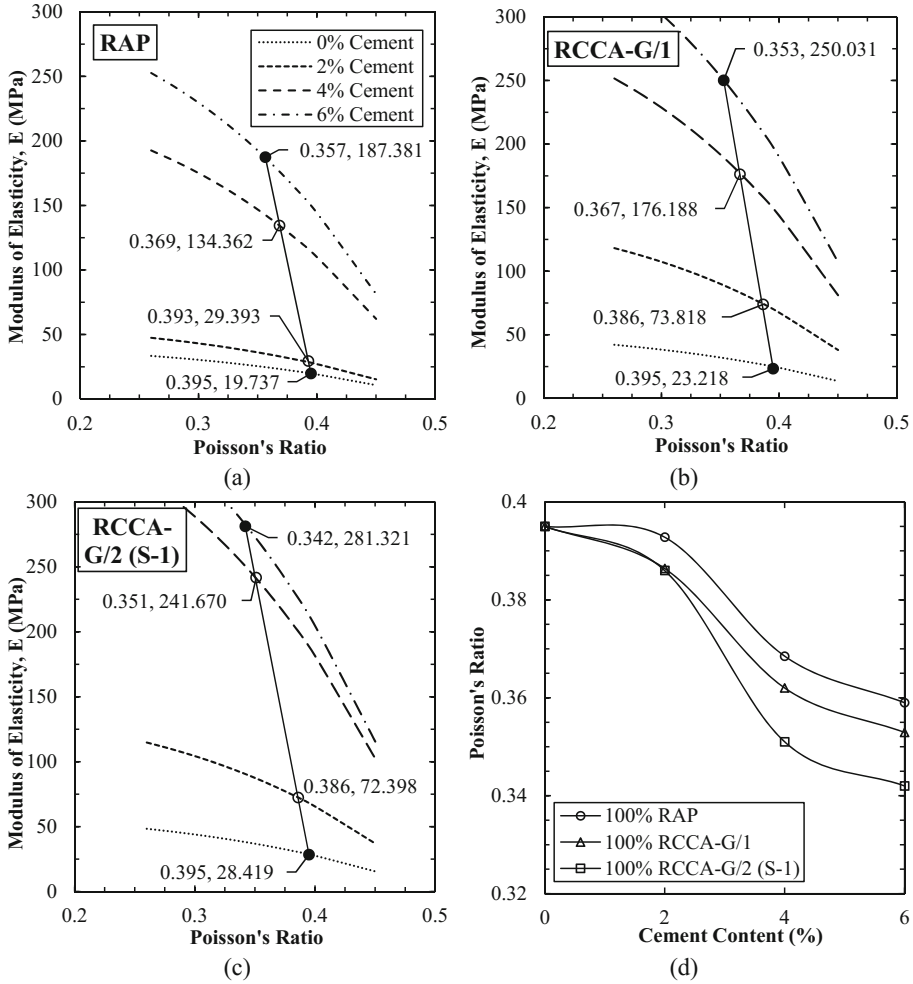 300
250
200
150
100
50
0
Modulus of Elasticity, E (MPa)
RAP
0% Cement
2% Cement
4% Cement
6% Cement
0.357, 187.381
0.369, 134.362
0.393, 29.393
0.395, 19.737
0.2
0.3
0.4
0.5
Poisson's Ratio
(a)
300
250
200
150
100
50
0
Modulus of Elasticity, E (MPa)
RCCA-G/1
0.353, 250.031
0.367, 176.188
0.386, 73.818
0.395, 23.218
0.2
0.3
0.4
0.5
Poisson's Ratio
(b)
300
250
200
150
100
50
0
Modulus of Elasticity, E (MPa)
RCCA-
G/2 (S-1)
0.342, 281.321
0.351, 241.670
0.386, 72.398
0.395, 28.419
0.2
0.3
0.4
0.5
Poisson's Ratio
(c)
0.4
0.38
0.36
0.34
0.32
Poisson's Ratio
100% RAP
100% RCCA-G/1
100% RCCA-G/2 (S-1)
0
2
4
6
Cement Content (%)
(d)